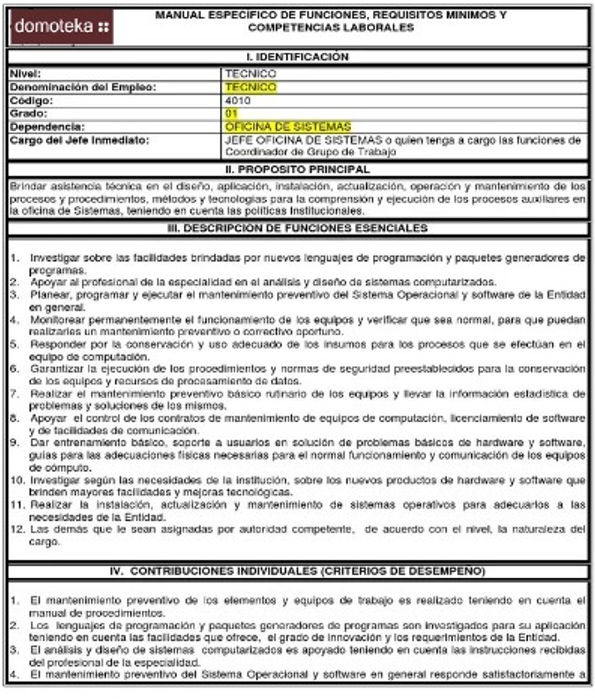 domoteka ::
MANUAL ESPECÍFICO DE FUNCIONES, REQUISITOS MINIMOS Y
COMPETENCIAS LABORALES
I. IDENTIFICACIÓN
Nivel: TECNICO
Denominación del Empleo: TECNICO
Código: 4010
Grado: 01
Dependencia: OFICINA DE SISTEMAS
Cargo del Jefe Inmediato: JEFE OFICINA DE SISTEMAS o quien tenga a cargo las funciones de
Coordinador de Grupo de Trabajo
II. PROPOSITO PRINCIPAL
Brindar asistencia técnica en el diseño, aplicación, instalación, actualización, operación y mantenimiento de los
procesos y procedimientos, métodos y tecnologías para la comprensión y ejecución de los procesos auxiliares en
la oficina de Sistemas, teniendo en cuenta las políticas Institucionales.
III. DESCRIPCION DE FUNCIONES ESENCIALES
1. Investigar sobre las facilidades brindadas por nuevos lenguajes de programación y paquetes generadores de
programas.
2. Apoyar al profesional de la especialidad en el análisis y diseño de sistemas computarizados.
3. Planear, programar y ejecutar el mantenimiento preventivo del Sistema Operacional y software de la Entidad
en general.
4. Monitorear permanentemente el funcionamiento de los equipos y verificar que sea normal, para que puedan
realizarles un mantenimiento preventivo o correctivo oportuno.
5. Responder por la conservación y uso adecuado de los insumos para los procesos que se efectúan en el
equipo de computación.
6. Garantizar la ejecución de los procedimientos y normas de seguridad preestablecidos para la conservación
de los equipos y recursos de procesamiento de datos.
7. Realizar el mantenimiento preventivo básico rutinario de los equipos y llevar la información estadística de
problemas y soluciones de los mismos.
8. Apoyar el control de los contratos de mantenimiento de equipos de computación, licenciamiento de software
y de facilidades de comunicación.
9. Dar entrenamiento básico, soporte a usuarios en solución de problemas básicos de hardware y software,
guías para las adecuaciones físicas necesarias para el normal funcionamiento y comunicación de los equipos
de cómputo.
10. Investigar según las necesidades de la institución, sobre los nuevos productos de hardware y software que
brinden mayores facilidades y mejoras tecnológicas.
11. Realizar la instalación, actualización y mantenimiento de sistemas operativos para adecuarlos a las
necesidades de la Entidad.
12. Las demás que le sean asignadas por autoridad competente, de acuerdo con el nivel, la naturaleza del
cargo.
IV. CONTRIBUCIONES INDIVIDUALES (CRITERIOS DE DESEMPEÑO)
1. El mantenimiento preventivo de los elementos y equipos de trabajo es realizado teniendo en cuenta el
manual de procedimientos.
2. Los lenguajes de programación y paquetes generadores de programas son investigados para su aplicación
teniendo en cuenta las facilidades que ofrece, el grado de innovación y los requerimientos de la Entidad.
3. El análisis y diseño de sistemas computarizados es apoyado teniendo en cuenta las instrucciones recibidas
del profesional de la especialidad.
4. El mantenimiento preventivo del Sistema Operacional y software en general responde satisfactoriamente a